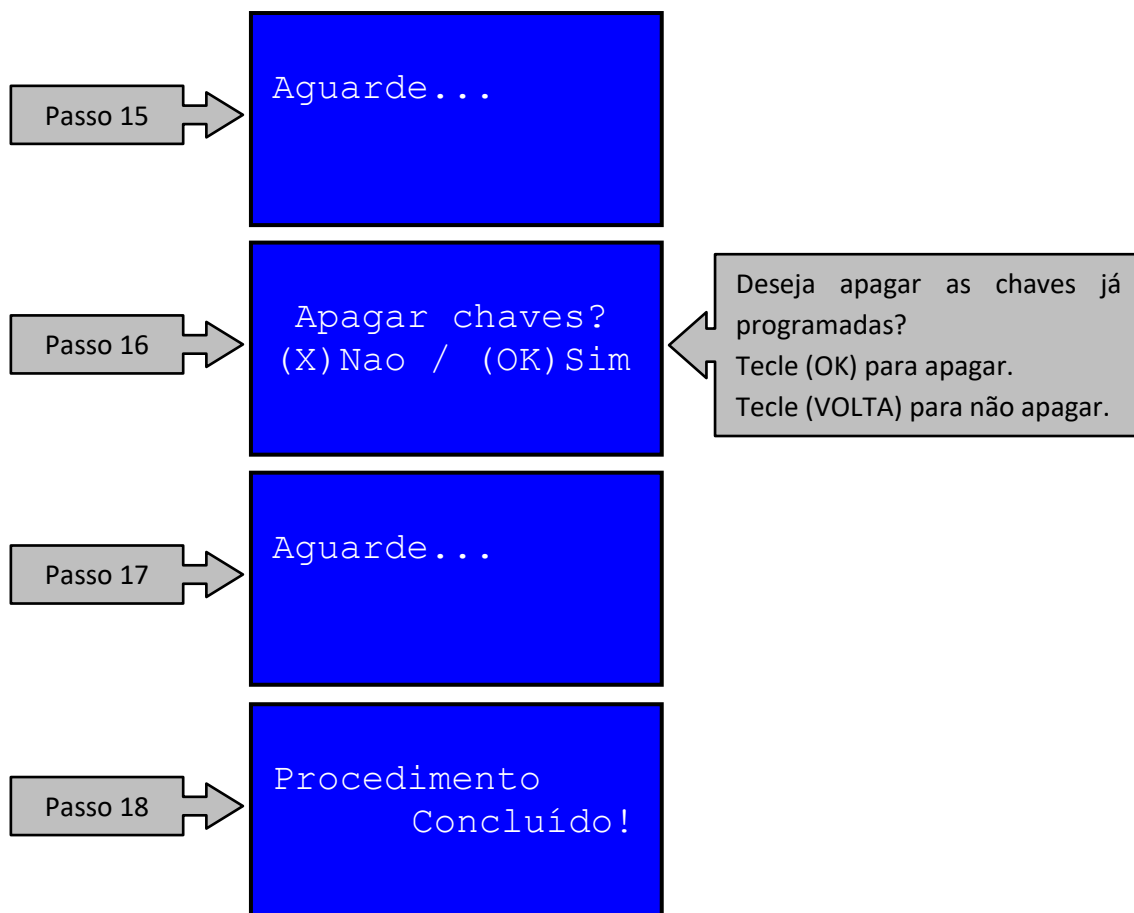 Passo 15
Aguarde...
Passo 16
Apagar chaves?
(X)Nao / (OK)Sim
Deseja apagar as chaves já
programadas?
Tecle (OK) para apagar.
Tecle (VOLTA) para não apagar.
Passo 17
Aguarde...
Passo 18
Procedimento
Concluído!